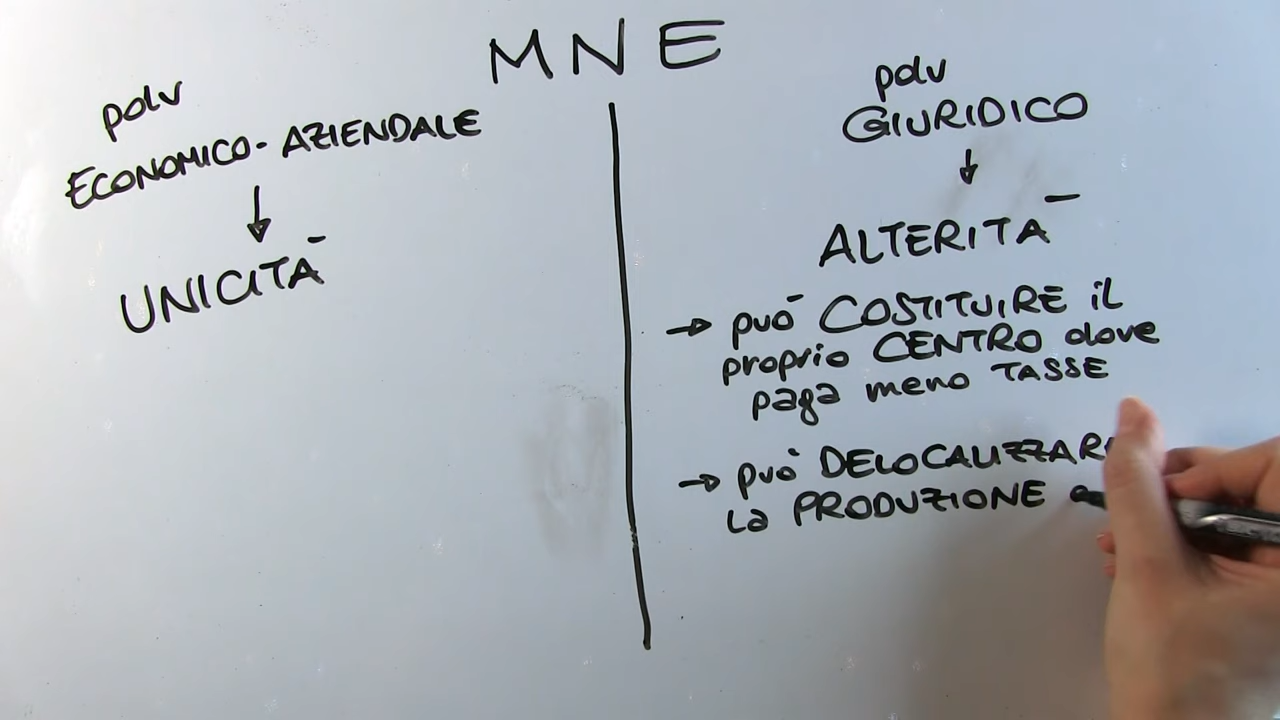 MNE
pdv
ECONOMICO-AZIENDALE
UNICITÀ
pdv
GIURIDICO
ALTERITÀ
→ può COSTITUIRE il
proprio CENTRO dove
paga meno TASSE
→ può DELOCALIZZARE
la PRODUZIONE